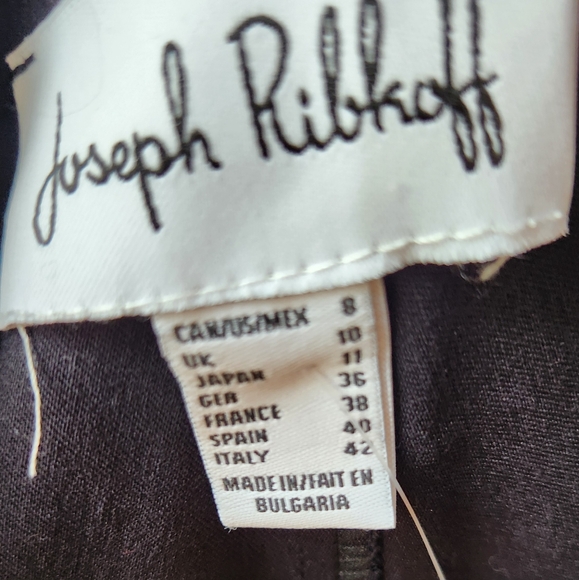 Joseph Ribkoff
CAN/US/MEX 8
UK 10
JAPAN 11
GER 36
FRANCE 38
SPAIN 40
ITALY 42
MADE IN/FAIT EN
BULGARIA